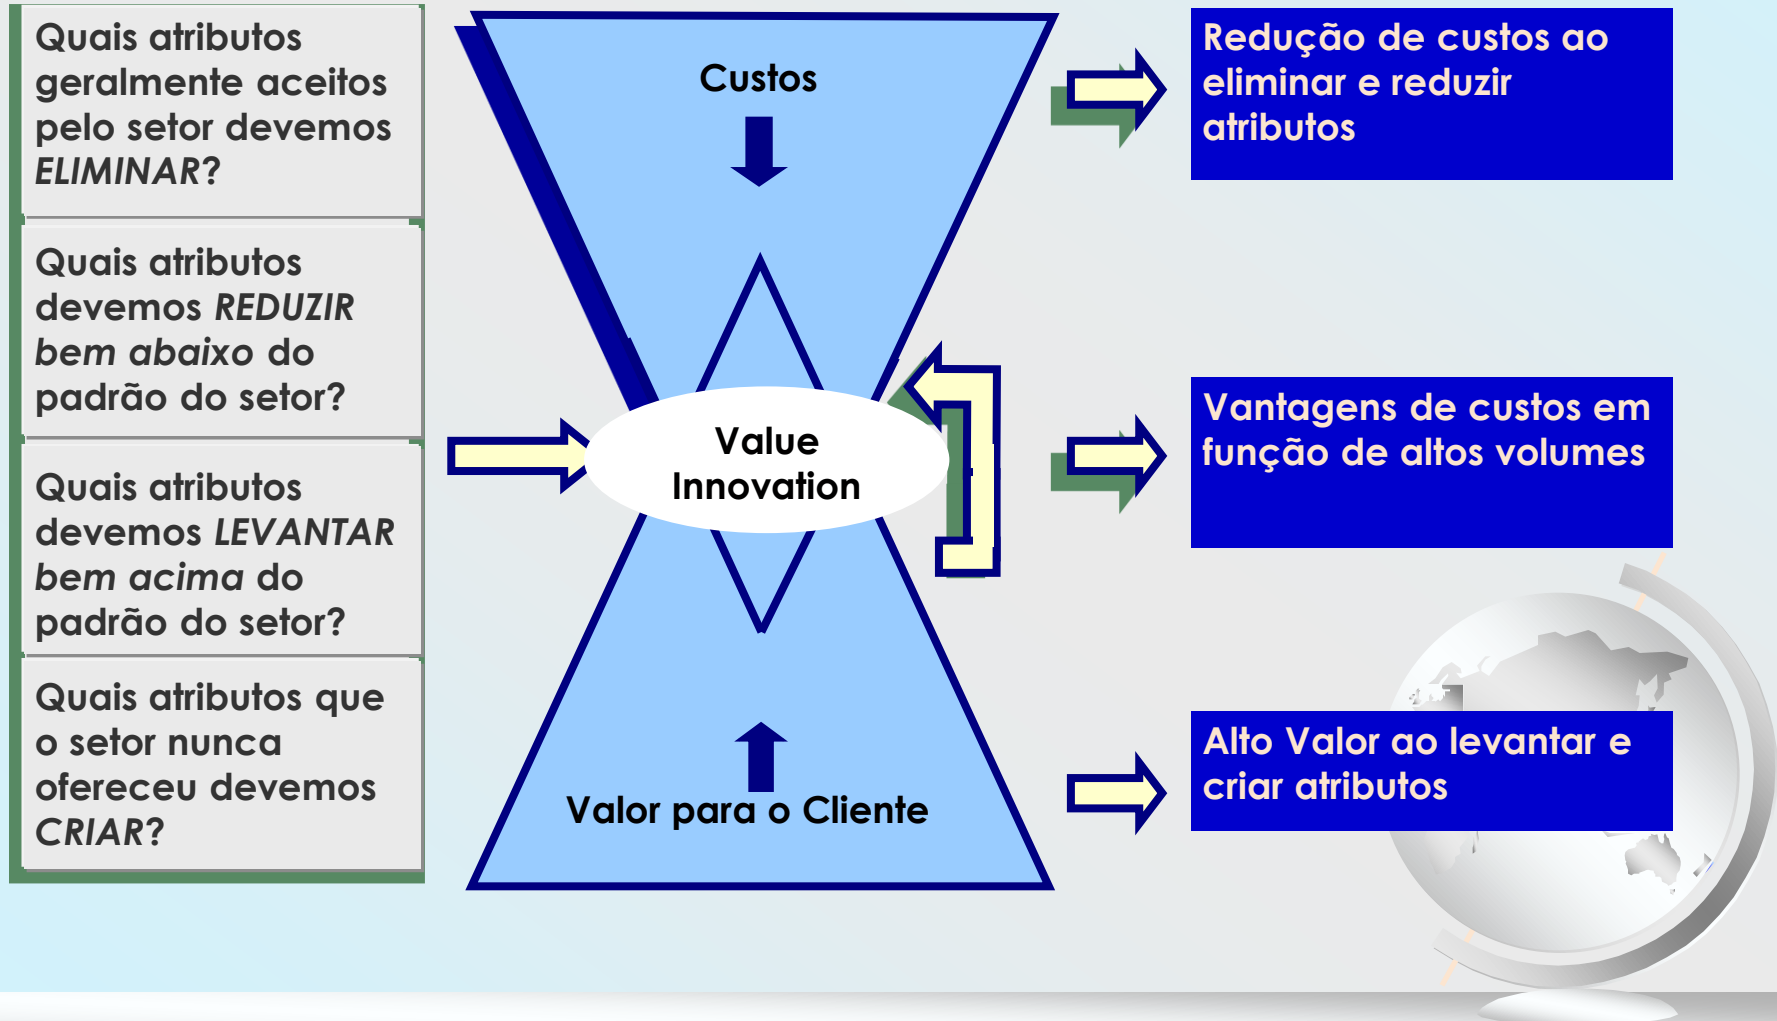 Quais atributos
geralmente aceitos
pelo setor devemos
ELIMINAR?
Quais atributos
devemos REDUZIR
bem abaixo do
padrão do setor?
Quais atributos
devemos LEVANTAR
bem acima do
padrão do setor?
Quais atributos que
o setor nunca
ofereceu devemos
CRIAR?
Custos
Value
Innovation
Valor para o Cliente
Redução de custos ao
eliminar e reduzir
atributos
Vantagens de custos em
função de altos volumes
Alto Valor ao levantar e
criar atributos